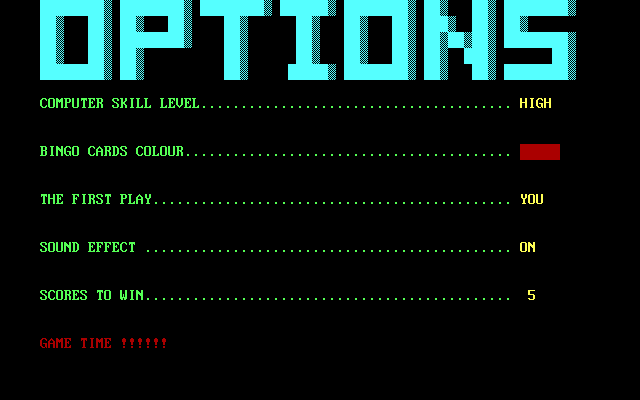 OPTIONS
COMPUTER SKILL LEVEL....................................... HIGH
BINGO CARDS COLOUR.........................................
THE FIRST PLAY............................................. YOU
SOUND EFFECT .............................................. ON
SCORES TO WIN.............................................. 5
GAME TIME !!!!!!